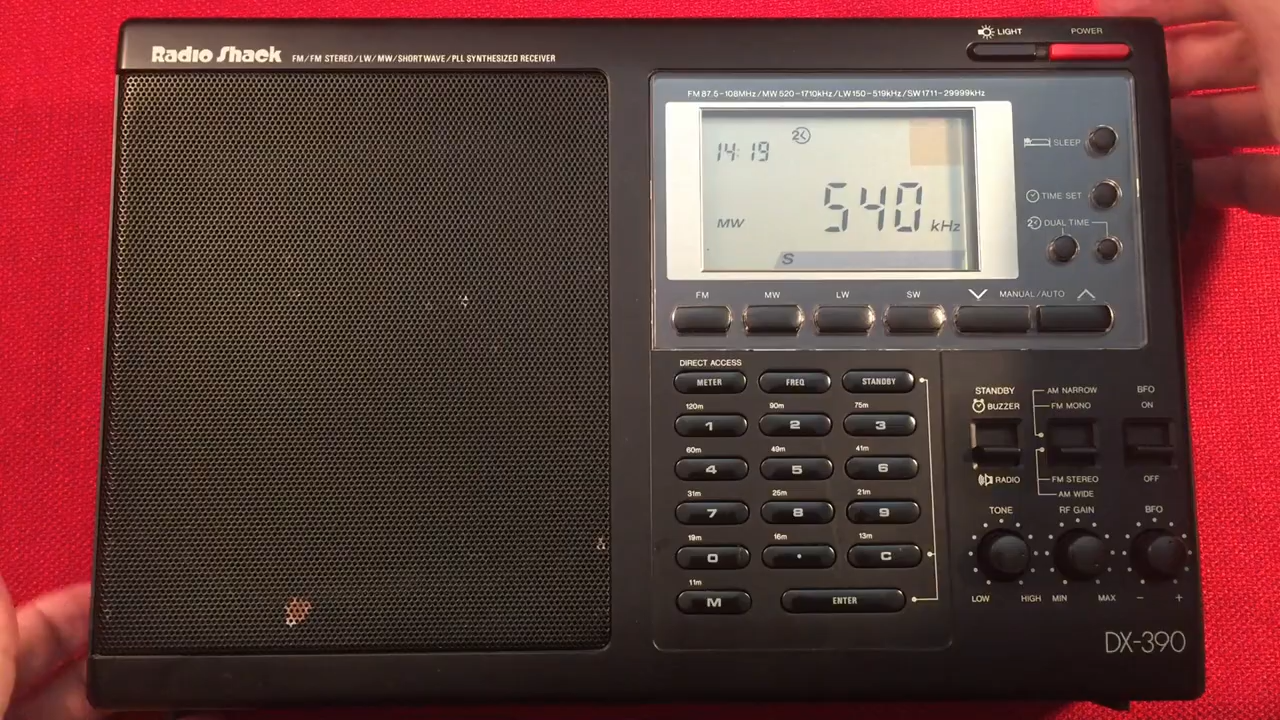 Radio Shack FM/FM STEREO/LW/MW/SHORTWAVE/PLL SYNTHESIZED RECEIVER
LIGHT POWER
FM 87.5-108MHz/MW 520-1710kHz/LW 150-519kHz/SW 1711-29999kHz
14:19 2
MW 540 kHz
S
SLEEP
TIME SET
2 DUAL TIME
FM MW LW SW MANUAL/AUTO
DIRECT ACCESS
METER FREQ STANDBY
120m 90m 75m
1 2 3
60m 49m 41m
4 5 6
31m 25m 21m
7 8 9
19m 16m 13m
0 · C
11m
M ENTER
STANDBY AM NARROW BFO
BUZZER FM MONO ON
RADIO FM STEREO OFF
AM WIDE
TONE RF GAIN BFO
LOW HIGH MIN MAX − +
DX-390